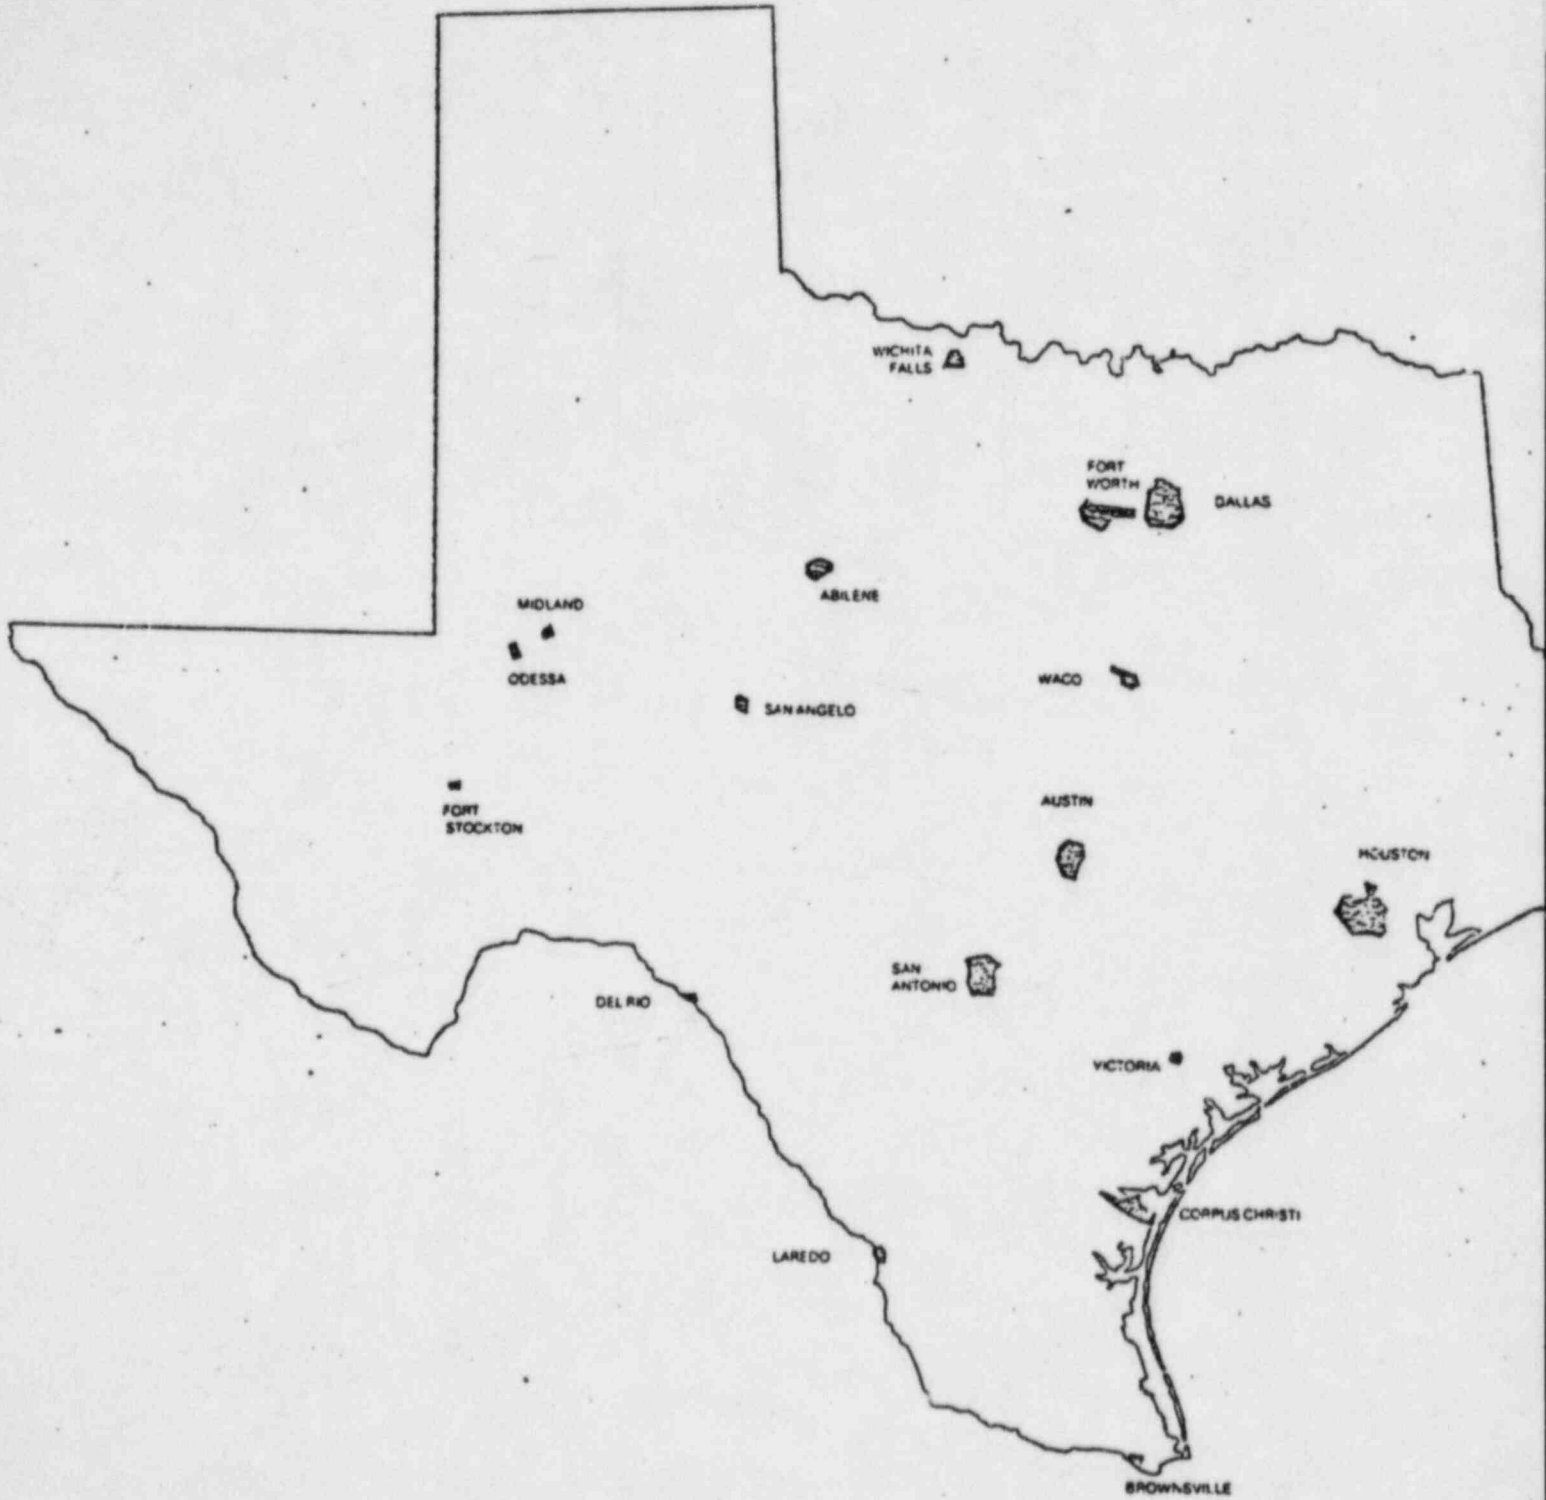 WICHITA
FALLS
FORT
WORTH
DALLAS
ABILENE
MIDLAND
ODESSA
WACO
SAN ANGELO
AUSTIN
FORT
STOCKTON
HOUSTON
SAN
ANTONIO
DEL RIO
VICTORIA
CORPUS CHRISTI
LAREDO
BROWNSVILLE